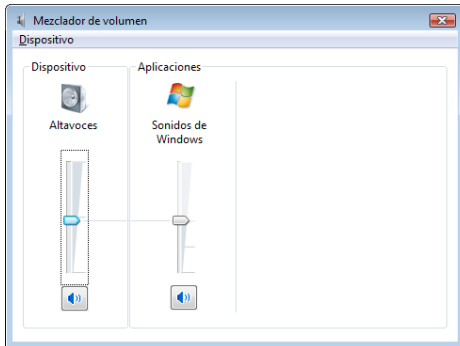 Mezclador de volumen
Dispositivo
Dispositivo
Aplicaciones
Altavoces
Sonidos de
Windows